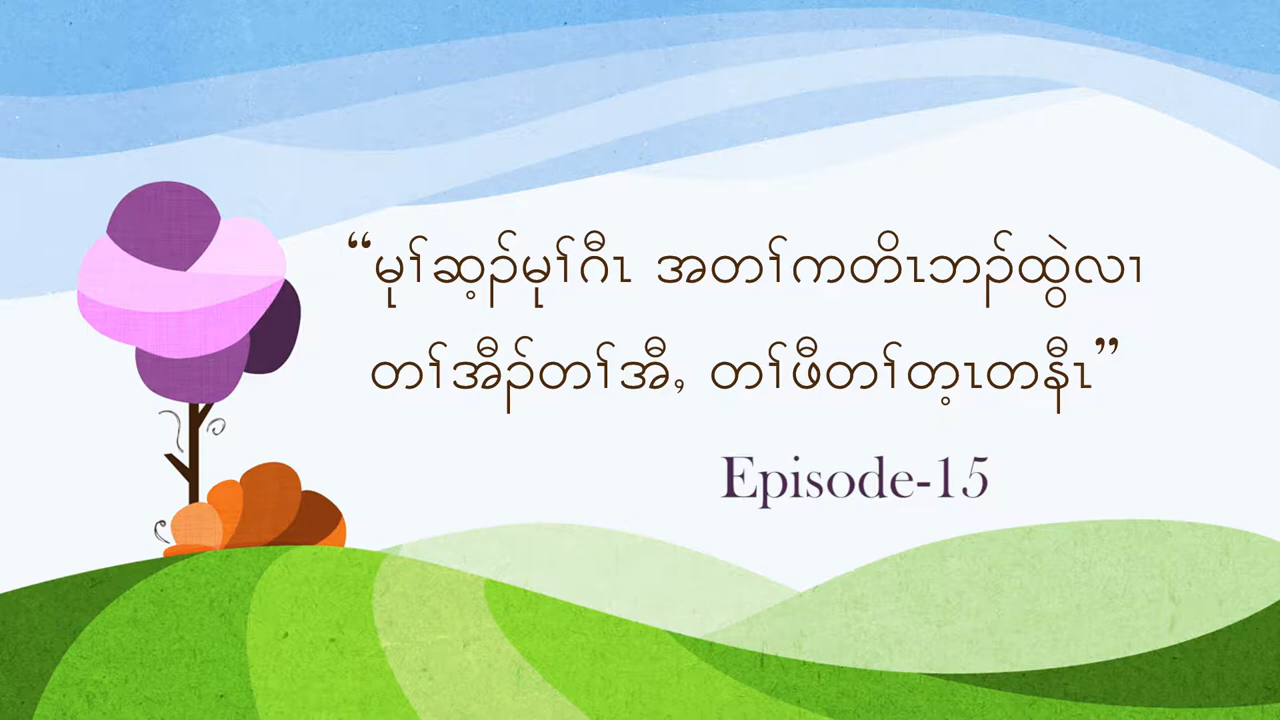 “မုၢ်ဆ့ၣ်မုၢ်ဂီၤ အတၢ်ကတိၤဘၣ်ထွဲလၢ
တၢ်အီၣ်တၢ်အီ, တၢ်ဖီတၢ်တ့ၤတနီၤ”
Episode-15